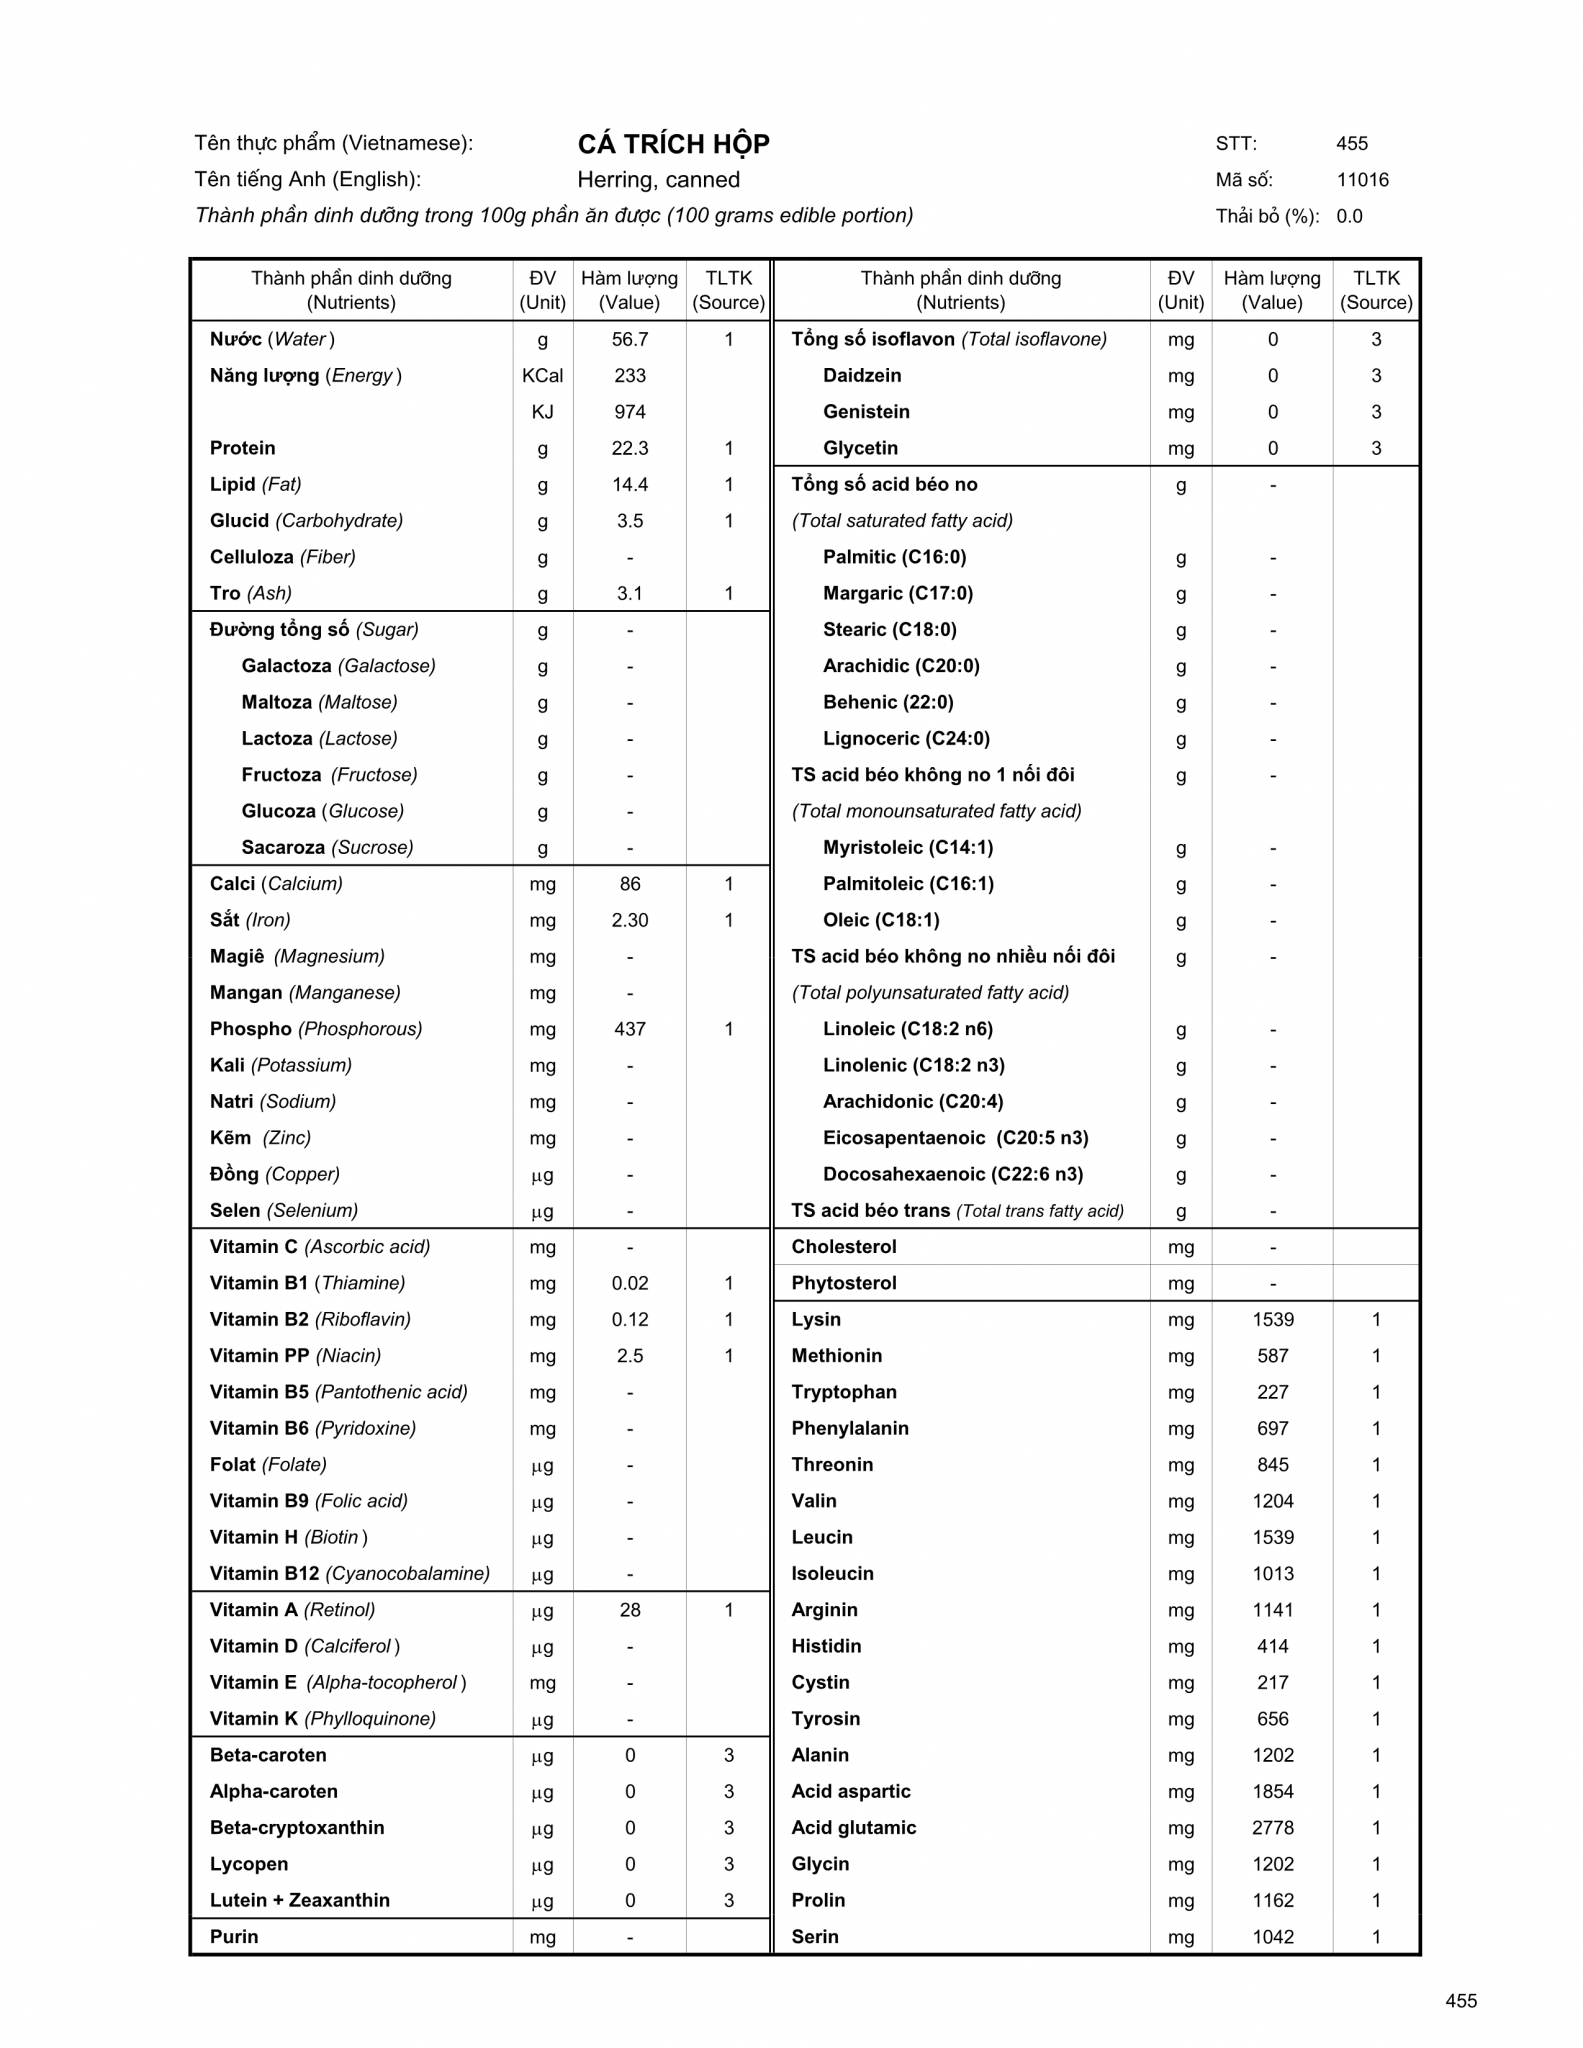 Tên thực phẩm (Vietnamese): CÁ TRÍCH HỘP STT: 455
Tên tiếng Anh (English): Herring, canned Mã số: 11016
Thành phần dinh dưỡng trong 100g phần ăn được (100 grams edible portion) Thải bỏ (%): 0.0
Thành phần dinh dưỡng ĐV Hàm lượng TLTK
(Nutrients) (Unit) (Value) (Source)
Nước (Water) g 56.7 1
Năng lượng (Energy) KCal 233
KJ 974
Protein g 22.3 1
Lipid (Fat) g 14.4 1
Glucid (Carbohydrate) g 3.5 1
Celluloza (Fiber) g -
Tro (Ash) g 3.1 1
Đường tổng số (Sugar) g -
Galactoza (Galactose) g -
Maltoza (Maltose) g -
Lactoza (Lactose) g -
Fructoza (Fructose) g -
Glucoza (Glucose) g -
Sacaroza (Sucrose) g -
Calci (Calcium) mg 86 1
Sắt (Iron) mg 2.30 1
Magiê (Magnesium) mg -
Mangan (Manganese) mg -
Phospho (Phosphorous) mg 437 1
Kali (Potassium) mg -
Natri (Sodium) mg -
Kẽm (Zinc) mg -
Đồng (Copper) µg -
Selen (Selenium) µg -
Vitamin C (Ascorbic acid) mg -
Vitamin B1 (Thiamine) mg 0.02 1
Vitamin B2 (Riboflavin) mg 0.12 1
Vitamin PP (Niacin) mg 2.5 1
Vitamin B5 (Pantothenic acid) mg -
Vitamin B6 (Pyridoxine) mg -
Folat (Folate) µg -
Vitamin B9 (Folic acid) µg -
Vitamin H (Biotin) µg -
Vitamin B12 (Cyanocobalamine) µg -
Vitamin A (Retinol) µg 28 1
Vitamin D (Calciferol) µg -
Vitamin E (Alpha-tocopherol) mg -
Vitamin K (Phylloquinone) µg -
Beta-caroten µg 0 3
Alpha-caroten µg 0 3
Beta-cryptoxanthin µg 0 3
Lycopen µg 0 3
Lutein + Zeaxanthin µg 0 3
Purin mg -
Thành phần dinh dưỡng ĐV Hàm lượng TLTK
(Nutrients) (Unit) (Value) (Source)
Tổng số isoflavon (Total isoflavone) mg 0 3
Daidzein mg 0 3
Genistein mg 0 3
Glycetin mg 0 3
Tổng số acid béo no g -
(Total saturated fatty acid)
Palmitic (C16:0) g -
Margaric (C17:0) g -
Stearic (C18:0) g -
Arachidic (C20:0) g -
Behenic (22:0) g -
Lignoceric (C24:0) g -
TS acid béo không no 1 nối đôi g -
(Total monounsaturated fatty acid)
Myristoleic (C14:1) g -
Palmitoleic (C16:1) g -
Oleic (C18:1) g -
TS acid béo không no nhiều nối đôi g -
(Total polyunsaturated fatty acid)
Linoleic (C18:2 n6) g -
Linolenic (C18:2 n3) g -
Arachidonic (C20:4) g -
Eicosapentaenoic (C20:5 n3) g -
Docosahexaenoic (C22:6 n3) g -
TS acid béo trans (Total trans fatty acid) g -
Cholesterol mg -
Phytosterol mg -
Lysin mg 1539 1
Methionin mg 587 1
Tryptophan mg 227 1
Phenylalanin mg 697 1
Threonin mg 845 1
Valin mg 1204 1
Leucin mg 1539 1
Isoleucin mg 1013 1
Arginin mg 1141 1
Histidin mg 414 1
Cystin mg 217 1
Tyrosin mg 656 1
Alanin mg 1202 1
Acid aspartic mg 1854 1
Acid glutamic mg 2778 1
Glycin mg 1202 1
Prolin mg 1162 1
Serin mg 1042 1
455